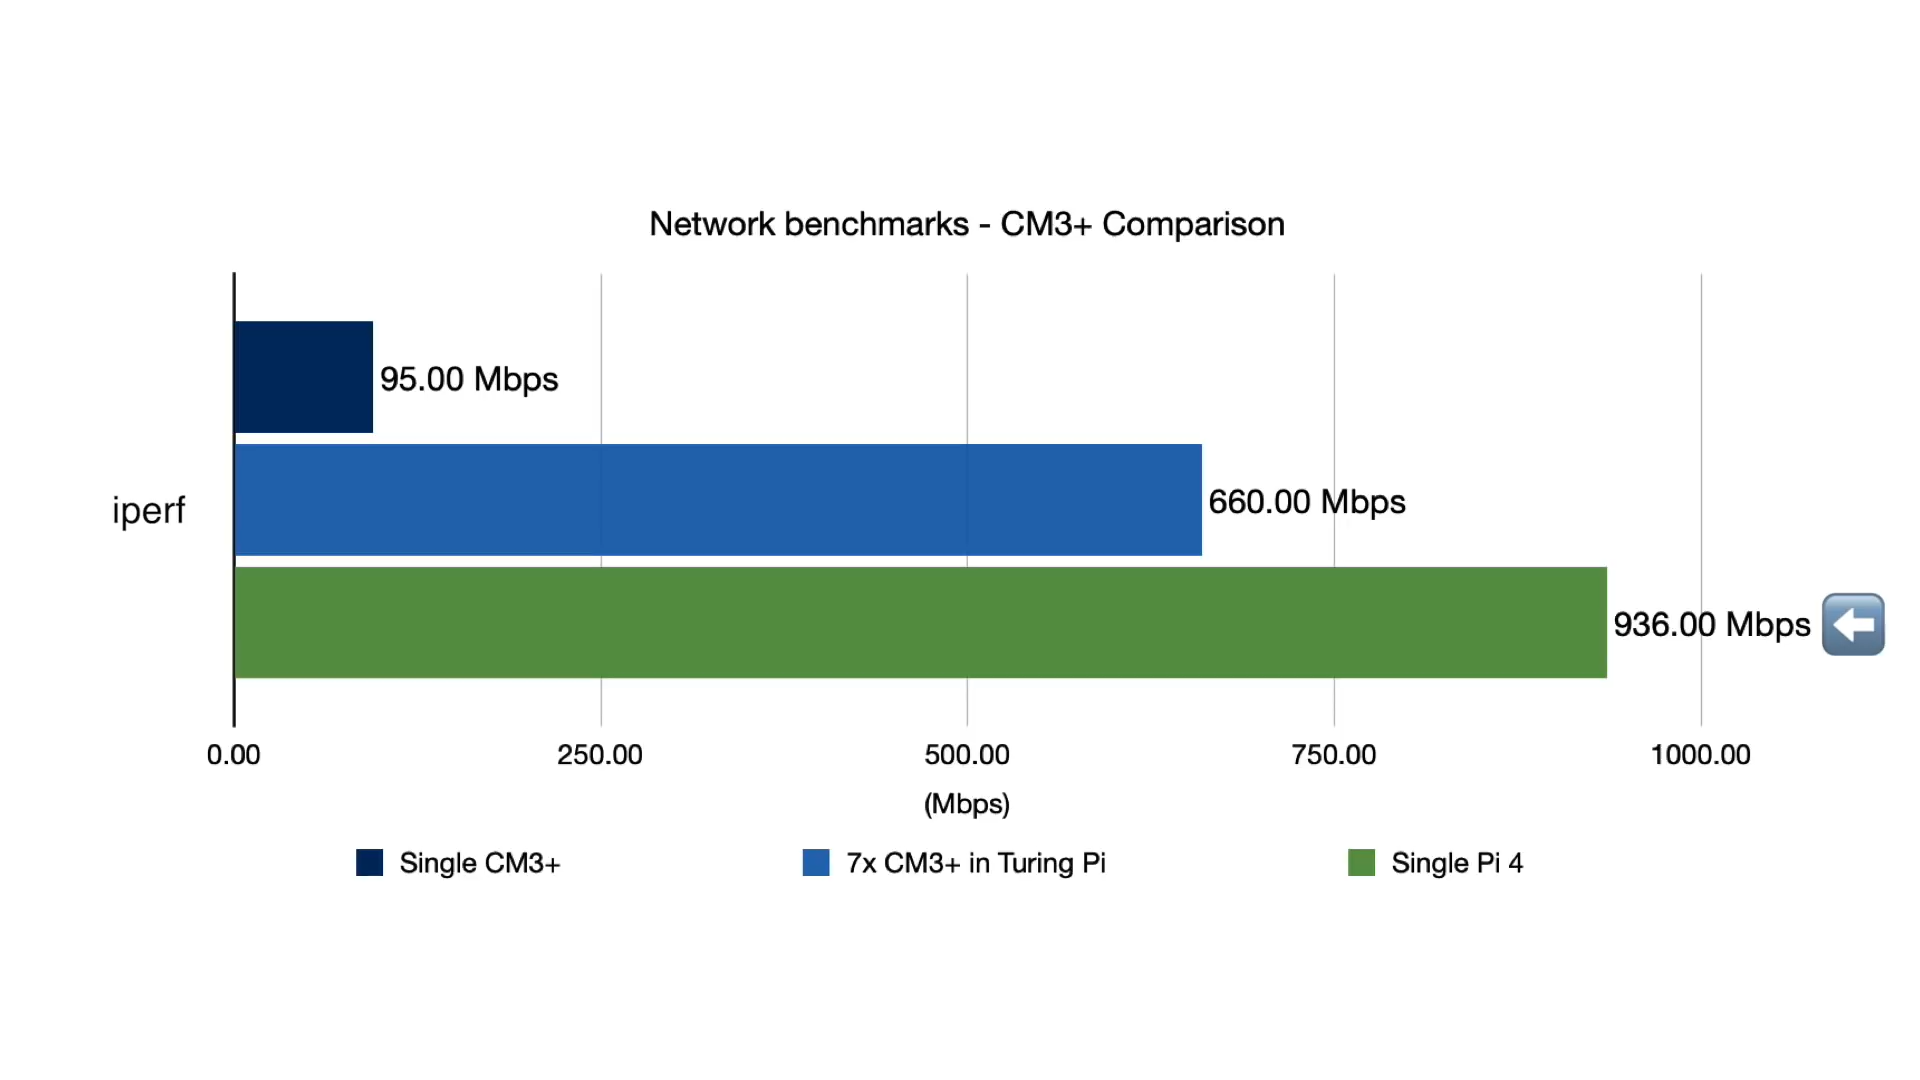 Network benchmarks - CM3+ Comparison
95.00 Mbps
660.00 Mbps
iperf
936.00 Mbps
0.00 250.00 500.00 750.00 1000.00
(Mbps)
Single CM3+ 7x CM3+ in Turing Pi Single Pi 4